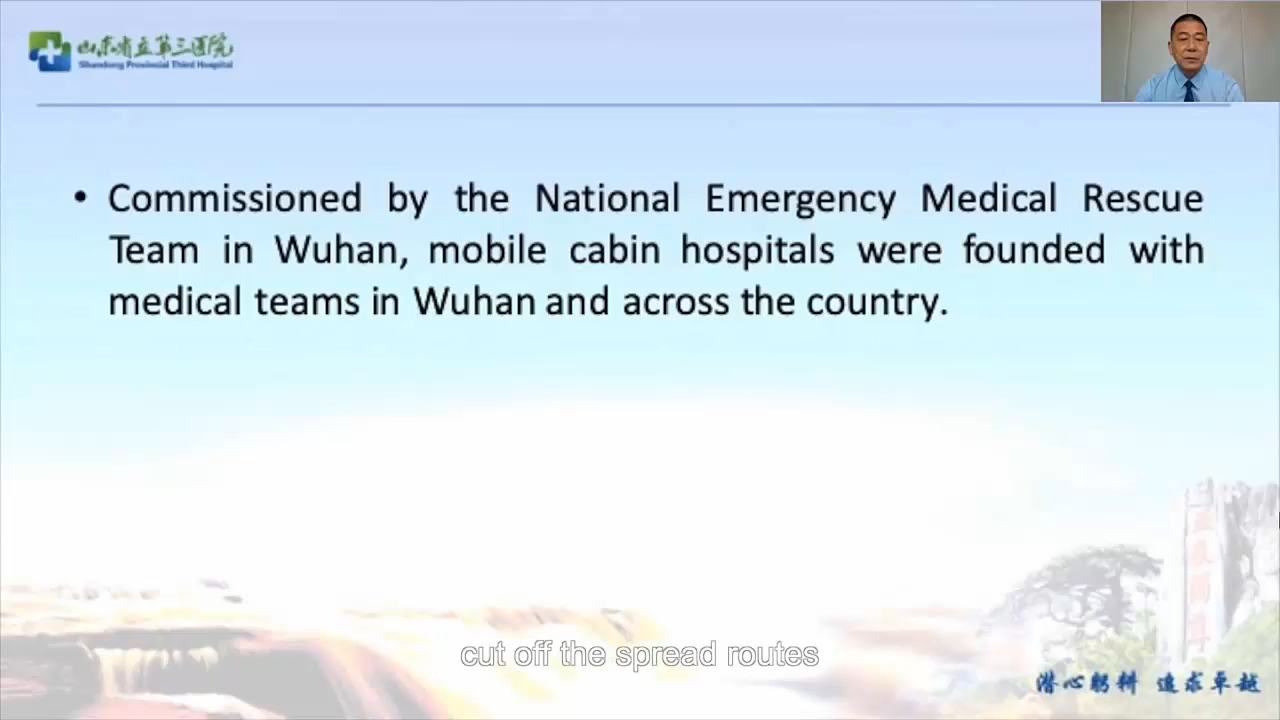 山东省立第三医院
Shandong Provincial Third Hospital
• Commissioned by the National Emergency Medical Rescue
Team in Wuhan, mobile cabin hospitals were founded with
medical teams in Wuhan and across the country.
cut off the spread routes
潜心躬耕 追求卓越